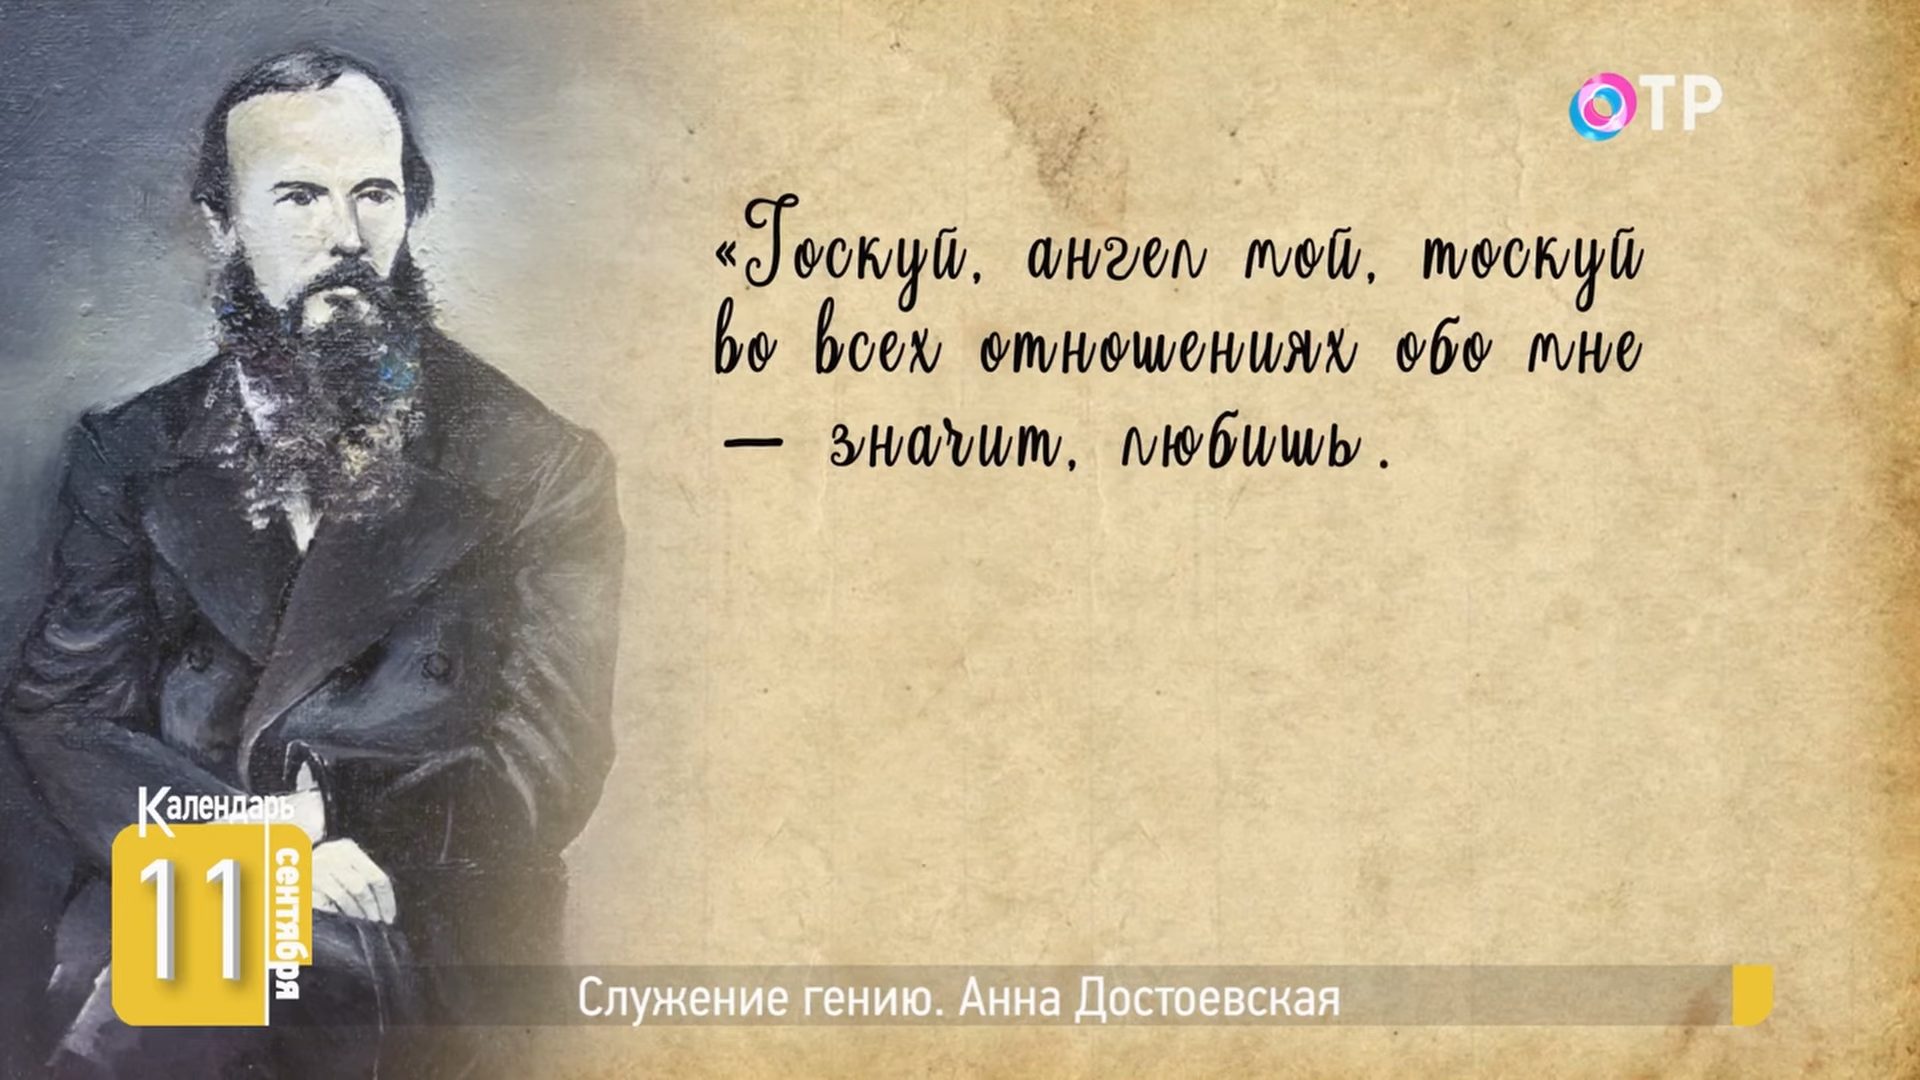 ОТР
«Тоскуй, ангел мой, тоскуй
во всех отношениях обо мне
— значит, любишь.
Календарь
11
сентября
Служение гению. Анна Достоевская